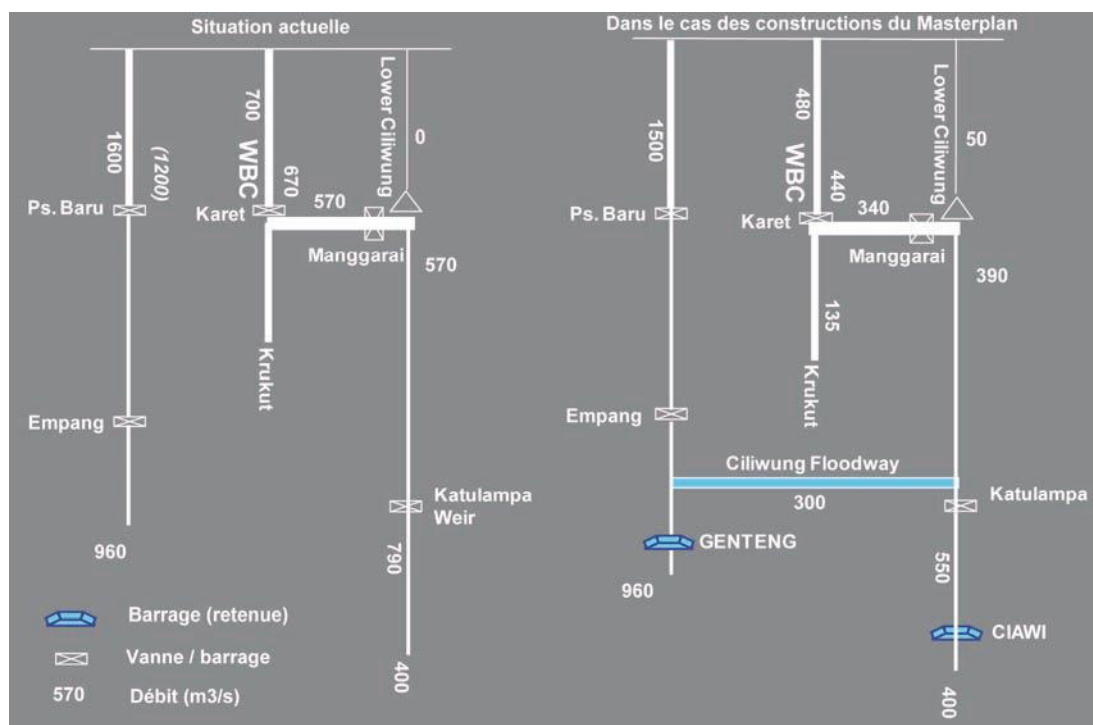 Situation actuelle
1600
(1200)
Ps. Baru
Empang
960
700
WBC
670
Karet
570
Krukut
Lower Ciliwung
0
Manggarai
570
Katulampa
Weir
790
400
Barrage (retenue)
Vanne / barrage
570 Débit (m3/s)
Dans le cas des constructions du Masterplan
1500
Ps. Baru
Empang
GENTENG
960
480
WBC
440
Karet
340
135
Krukut
Lower Ciliwung
50
Manggarai
390
Ciliwung Floodway
300
Katulampa
550
CIAWI
400